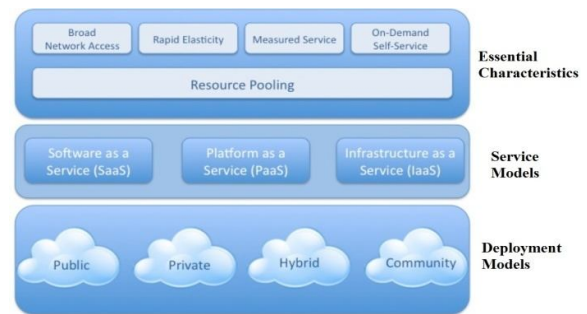 Broad
Network Access
Rapid Elasticity
Measured Service
On-Demand
Self-Service
Resource Pooling
Essential
Characteristics
Software as a
Service (SaaS)
Platform as a
Service (PaaS)
Infrastructure as a
Service (IaaS)
Service
Models
Public
Private
Hybrid
Community
Deployment
Models